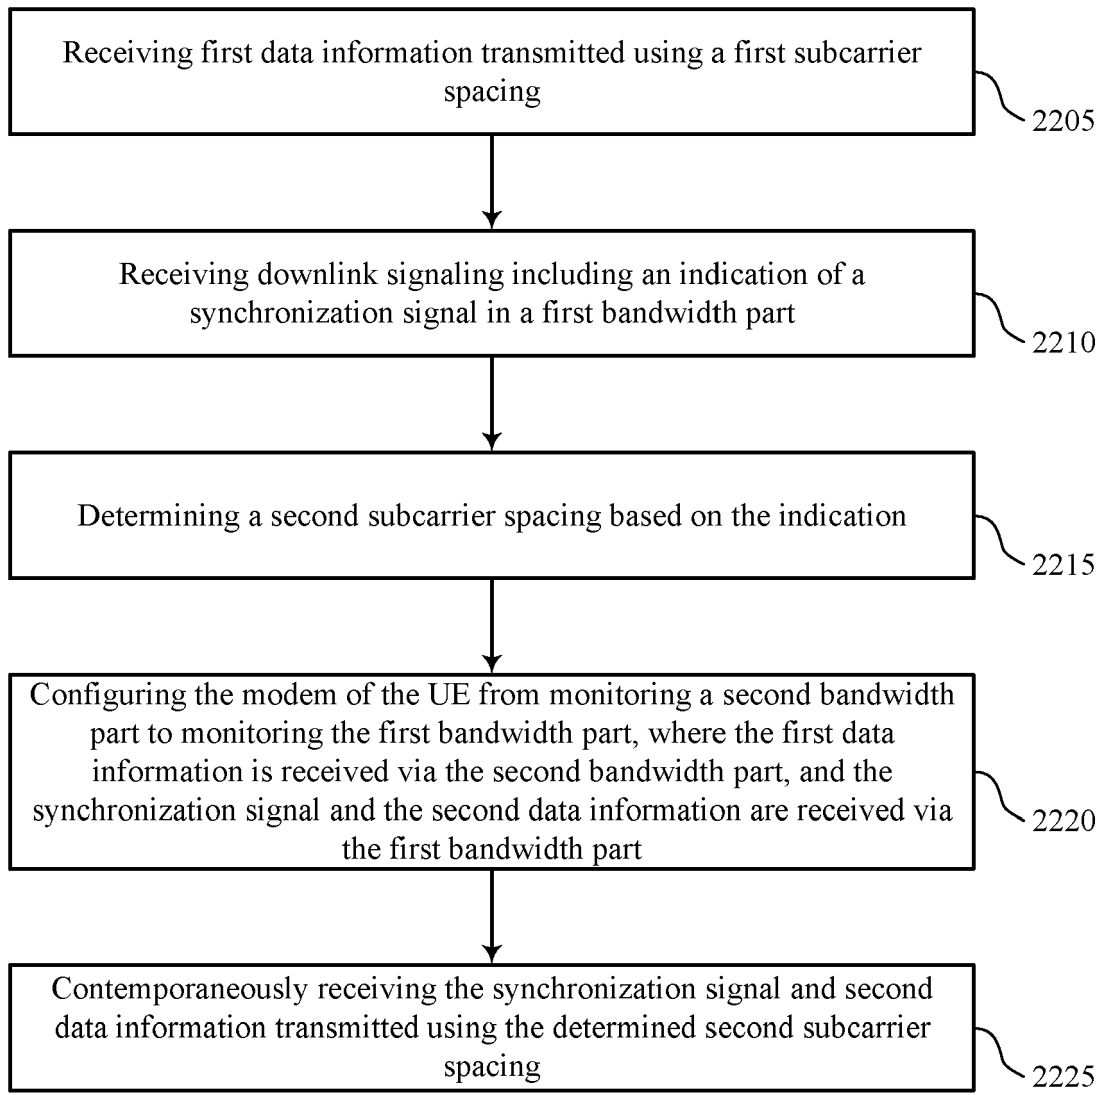 Receiving first data information transmitted using a first subcarrier
spacing
2205
Receiving downlink signaling including an indication of a
synchronization signal in a first bandwidth part
2210
Determining a second subcarrier spacing based on the indication
2215
Configuring the modem of the UE from monitoring a second bandwidth
part to monitoring the first bandwidth part, where the first data
information is received via the second bandwidth part, and the
synchronization signal and the second data information are received via
the first bandwidth part
2220
Contemporaneously receiving the synchronization signal and second
data information transmitted using the determined second subcarrier
spacing
2225